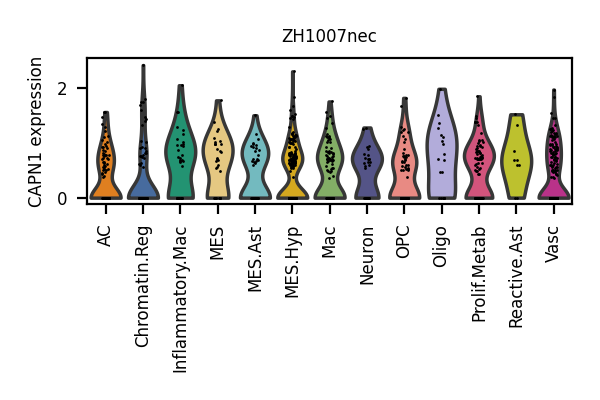 ZH1007nec
CAPN1 expression
2
0
AC
Chromatin.Reg
Inflammatory.Mac
MES
MES.Ast
MES.Hyp
Mac
Neuron
OPC
Oligo
Prolif.Metab
Reactive.Ast
Vasc